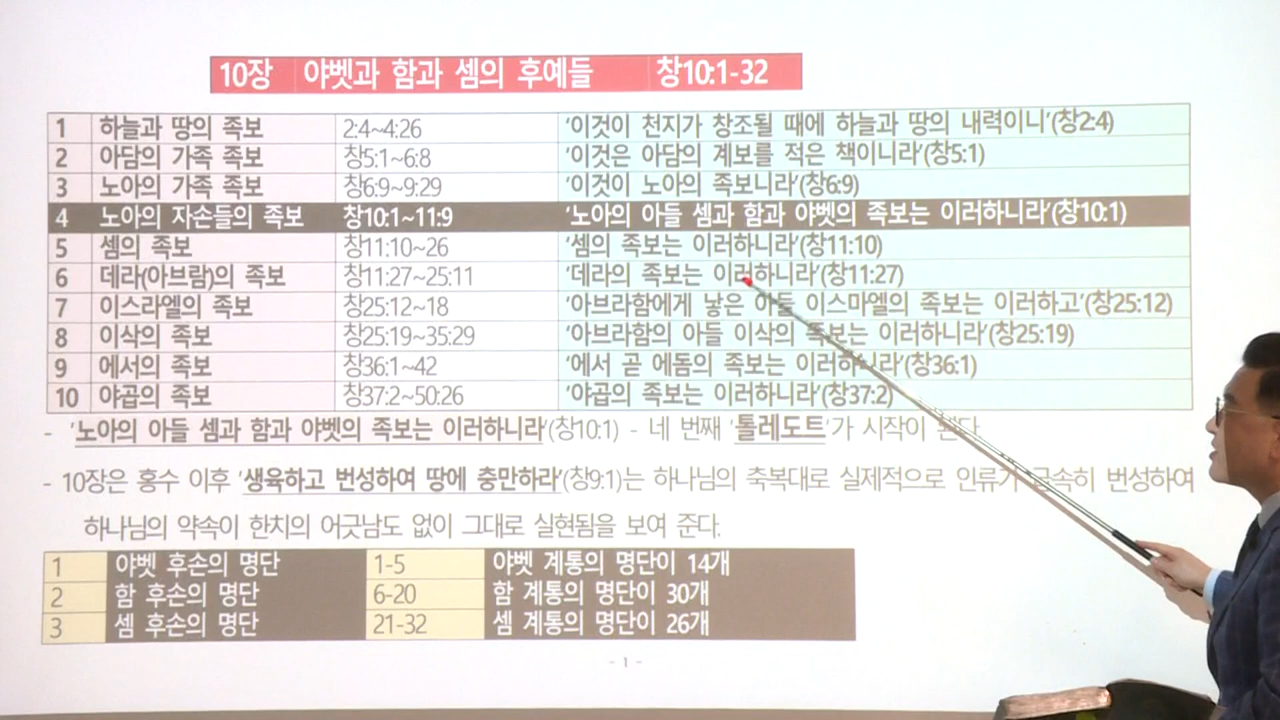 10장 야벳과 함과 셈의 후예들 창10:1-32
1 하늘과 땅의 족보 2:4~4:26 ‘이것이 천지가 창조될 때에 하늘과 땅의 내력이니’(창2:4)
2 아담의 가족 족보 창5:1~6:8 ‘이것은 아담의 계보를 적은 책이니라’(창5:1)
3 노아의 가족 족보 창6:9~9:29 ‘이것이 노아의 족보니라’(창6:9)
4 노아의 자손들의 족보 창10:1~11:9 ‘노아의 아들 셈과 함과 야벳의 족보는 이러하니라’(창10:1)
5 셈의 족보 창11:10~26 ‘셈의 족보는 이러하니라’(창11:10)
6 데라(아브람)의 족보 창11:27~25:11 ‘데라의 족보는 이러하니라’(창11:27)
7 이스라엘의 족보 창25:12~18 ‘아브라함에게 낳은 아들 이스마엘의 족보는 이러하고’(창25:12)
8 이삭의 족보 창25:19~35:29 ‘아브라함의 아들 이삭의 족보는 이러하니라’(창25:19)
9 에서의 족보 창36:1~42 ‘에서 곧 에돔의 족보는 이러하니라’(창36:1)
10 야곱의 족보 창37:2~50:26 ‘야곱의 족보는 이러하니라’(창37:2)
- ‘노아의 아들 셈과 함과 야벳의 족보는 이러하니라’(창10:1) - 네 번째 ‘톨레도트’가 시작이 된다
- 10장은 홍수 이후 ‘생육하고 번성하여 땅에 충만하라’(창9:1)는 하나님의 축복대로 실제적으로 인류가 급속히 번성하여
하나님의 약속이 한치의 어긋남도 없이 그대로 실현됨을 보여 준다.
1 야벳 후손의 명단 1-5 야벳 계통의 명단이 14개
2 함 후손의 명단 6-20 함 계통의 명단이 30개
3 셈 후손의 명단 21-32 셈 계통의 명단이 26개
- 1 -